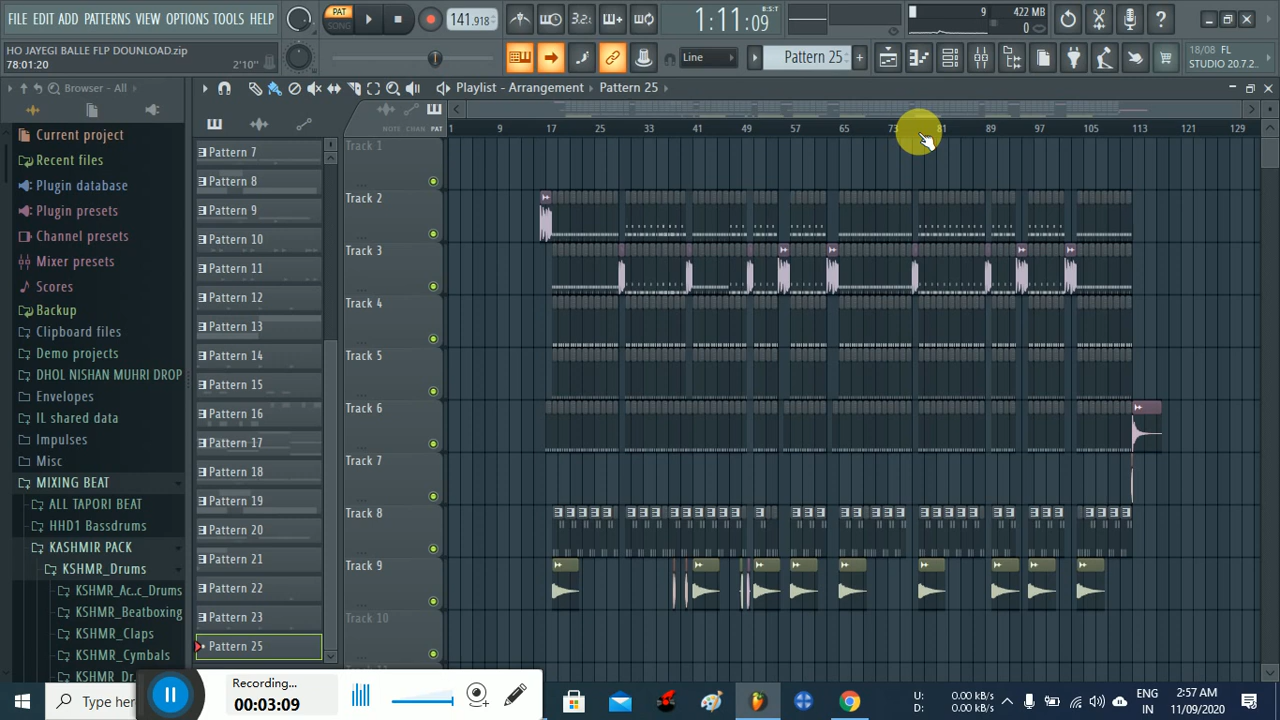 FILE EDIT ADD PATTERNS VIEW OPTIONS TOOLS HELP
HO JAYEGI BALLE FLP DOUNLOAD.zip
78:01:20
2'10"
PAT
SONG
141.918
3.2
1:11:09
B:S:T
9
422 MB
0
Line
Pattern 25
18/08 FL
STUDIO 20.7.2
Browser - All
Playlist - Arrangement
Pattern 25
NOTE CHAN PAT
1 9 17 25 33 41 49 57 65 73 81 89 97 105 113 121 129
Current project
Recent files
Plugin database
Plugin presets
Channel presets
Mixer presets
Scores
Backup
Clipboard files
Demo projects
DHOL NISHAN MUHRI DROP
Envelopes
IL shared data
Impulses
Misc
MIXING BEAT
ALL TAPORI BEAT
HHD1 Bassdrums
KASHMIR PACK
KSHMR_Drums
KSHMR_Ac..c_Drums
KSHMR_Beatboxing
KSHMR_Claps
KSHMR_Cymbals
KSHMR_Dr
Pattern 7
Pattern 8
Pattern 9
Pattern 10
Pattern 11
Pattern 12
Pattern 13
Pattern 14
Pattern 15
Pattern 16
Pattern 17
Pattern 18
Pattern 19
Pattern 20
Pattern 21
Pattern 22
Pattern 23
Pattern 25
Track 1
Track 2
Track 3
Track 4
Track 5
Track 6
Track 7
Track 8
Track 9
Track 10
Recording...
00:03:09
Type here
U: 0.00 kB/s
D: 0.00 kB/s
ENG
IN
2:57 AM
11/09/2020